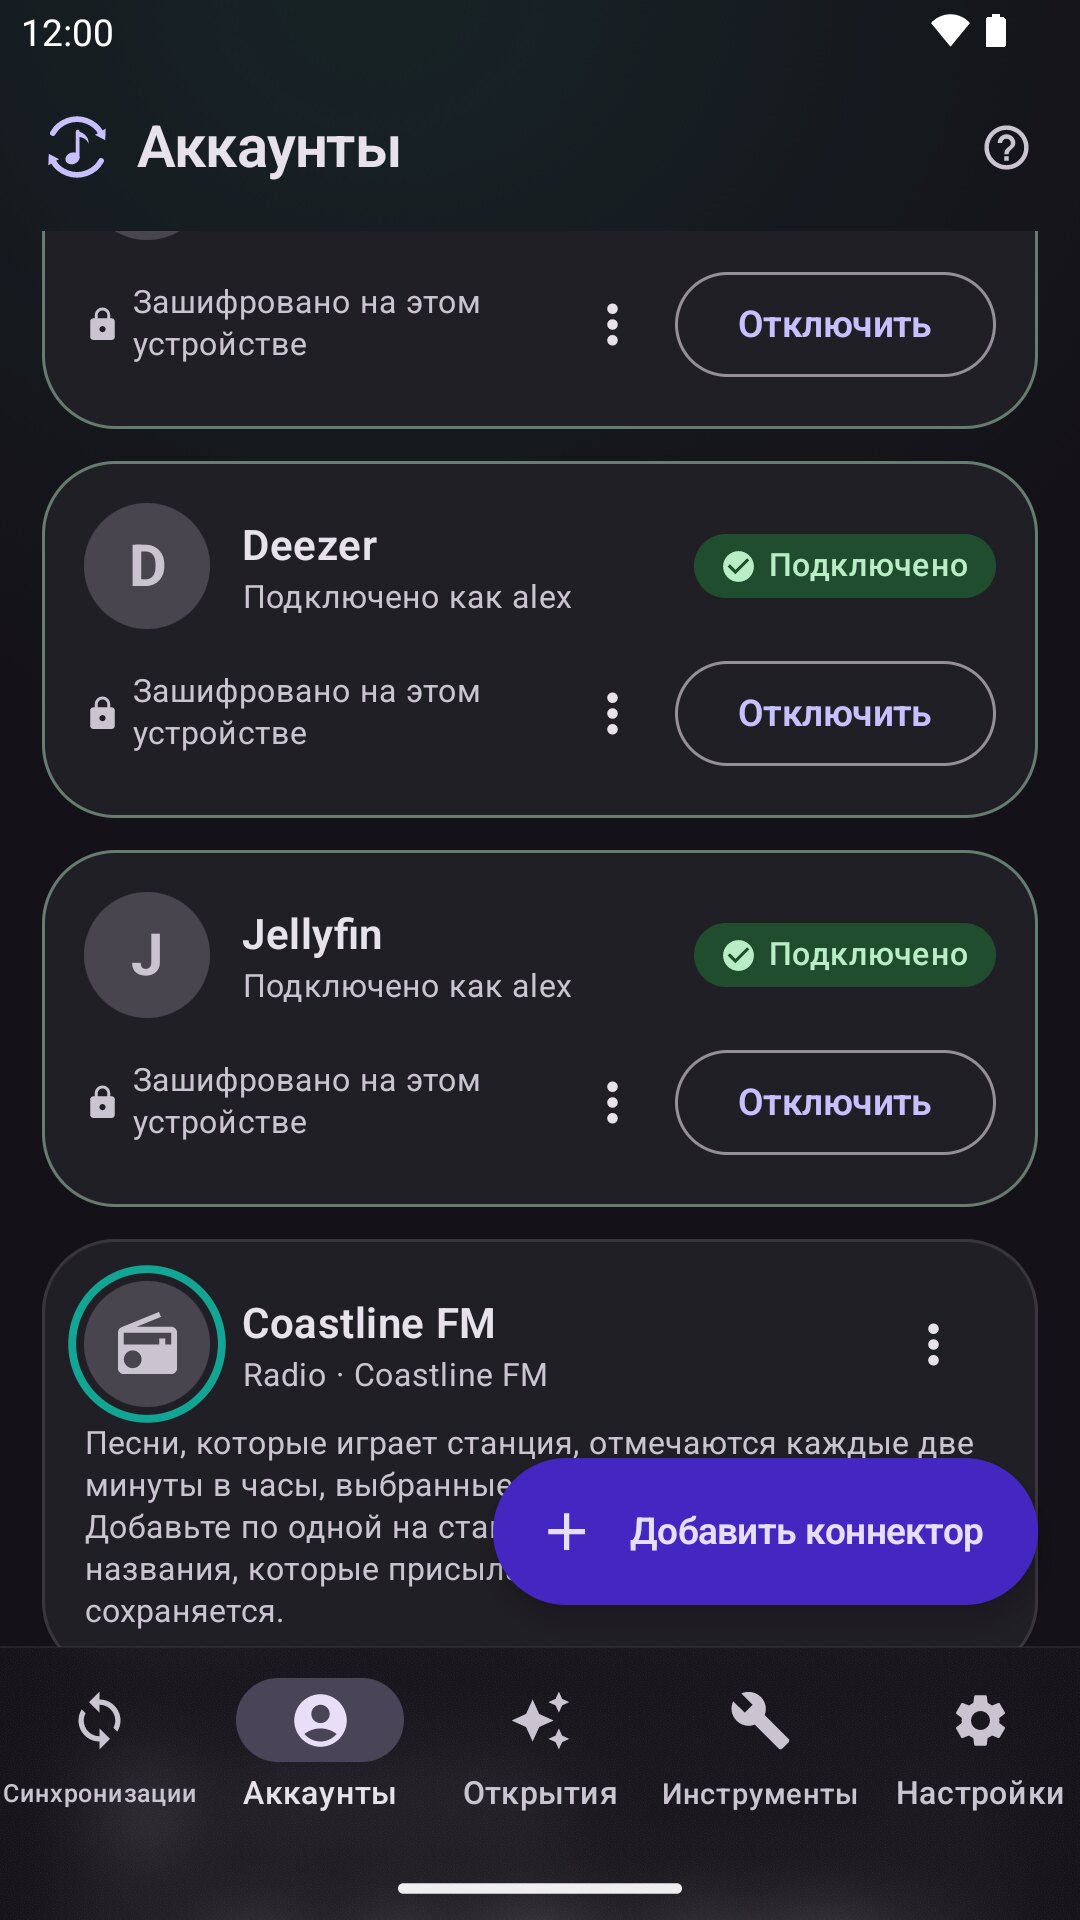 12:00
Аккаунты
Зашифровано на этом
устройстве
Отключить
D
Deezer
Подключено как alex
Подключено
Зашифровано на этом
устройстве
Отключить
J
Jellyfin
Подключено как alex
Подключено
Зашифровано на этом
устройстве
Отключить
Coastline FM
Radio · Coastline FM
Песни, которые играет станция, отмечаются каждые две
минуты в часы, выбранные
Добавьте по одной на
названия, которые
сохраняется.
Добавить коннектор
Синхронизации
Аккаунты
Открытия
Инструменты
Настройки